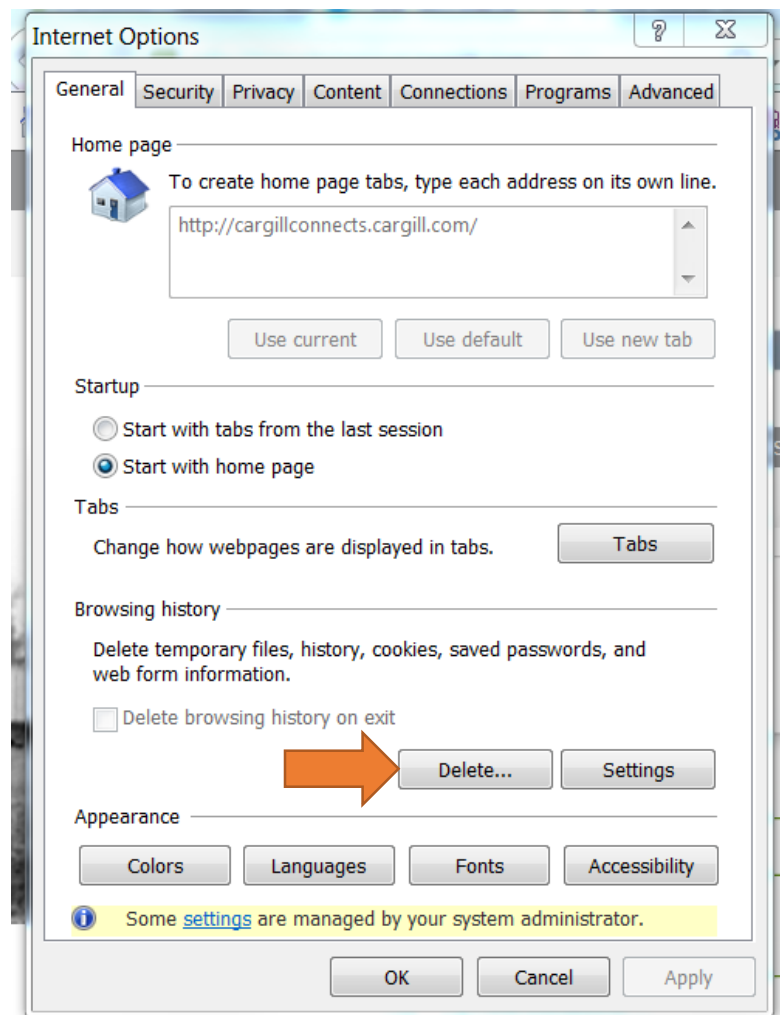 Internet Options
General Security Privacy Content Connections Programs Advanced
Home page
To create home page tabs, type each address on its own line.
http://cargillconnects.cargill.com/
Use current Use default Use new tab
Startup
Start with tabs from the last session
Start with home page
Tabs
Change how webpages are displayed in tabs. Tabs
Browsing history
Delete temporary files, history, cookies, saved passwords, and
web form information.
Delete browsing history on exit
Delete... Settings
Appearance
Colors Languages Fonts Accessibility
Some settings are managed by your system administrator.
OK Cancel Apply